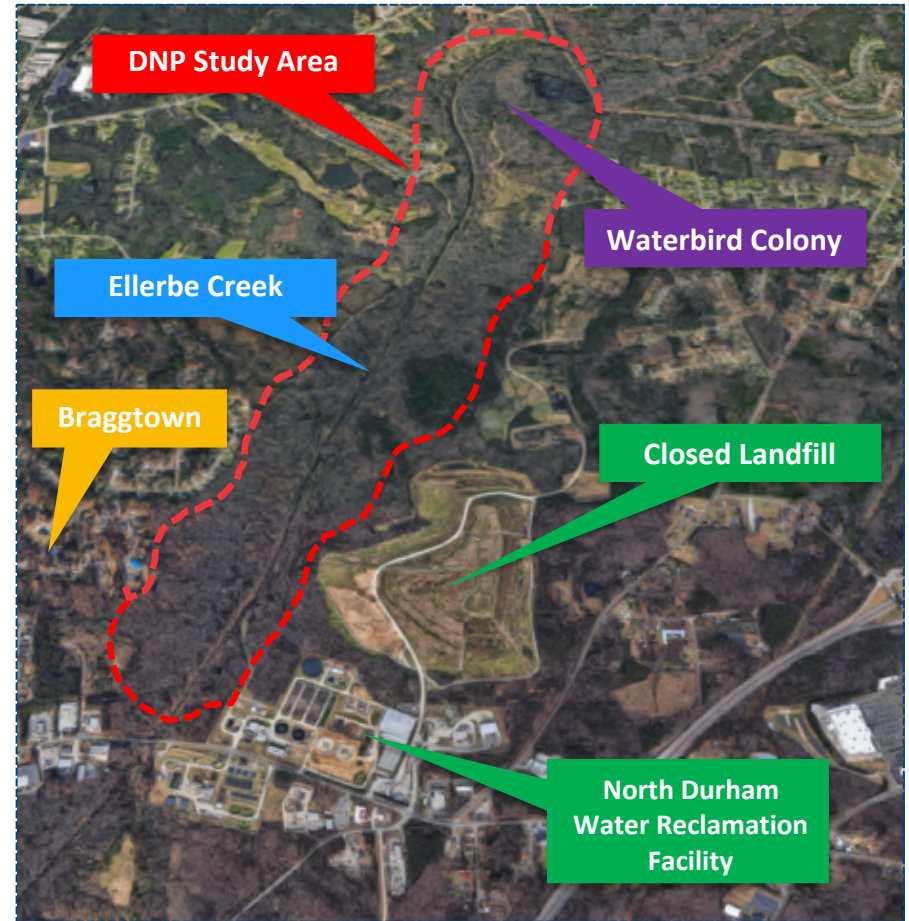 DNP Study Area
Waterbird Colony
Ellerbe Creek
Braggtown
Closed Landfill
North Durham
Water Reclamation
Facility